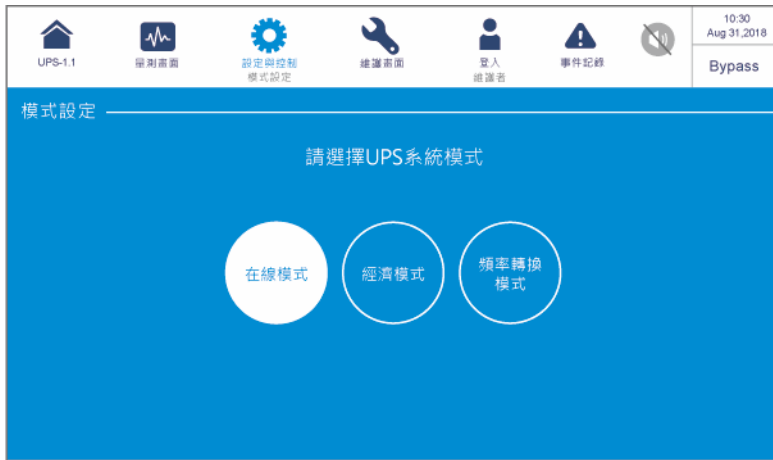 UPS-1.1
量測畫面
設定與控制
模式設定
維護畫面
登入
維護者
事件記錄
10:30
Aug 31,2018
Bypass
模式設定
請選擇UPS系統模式
在線模式
經濟模式
頻率轉換
模式